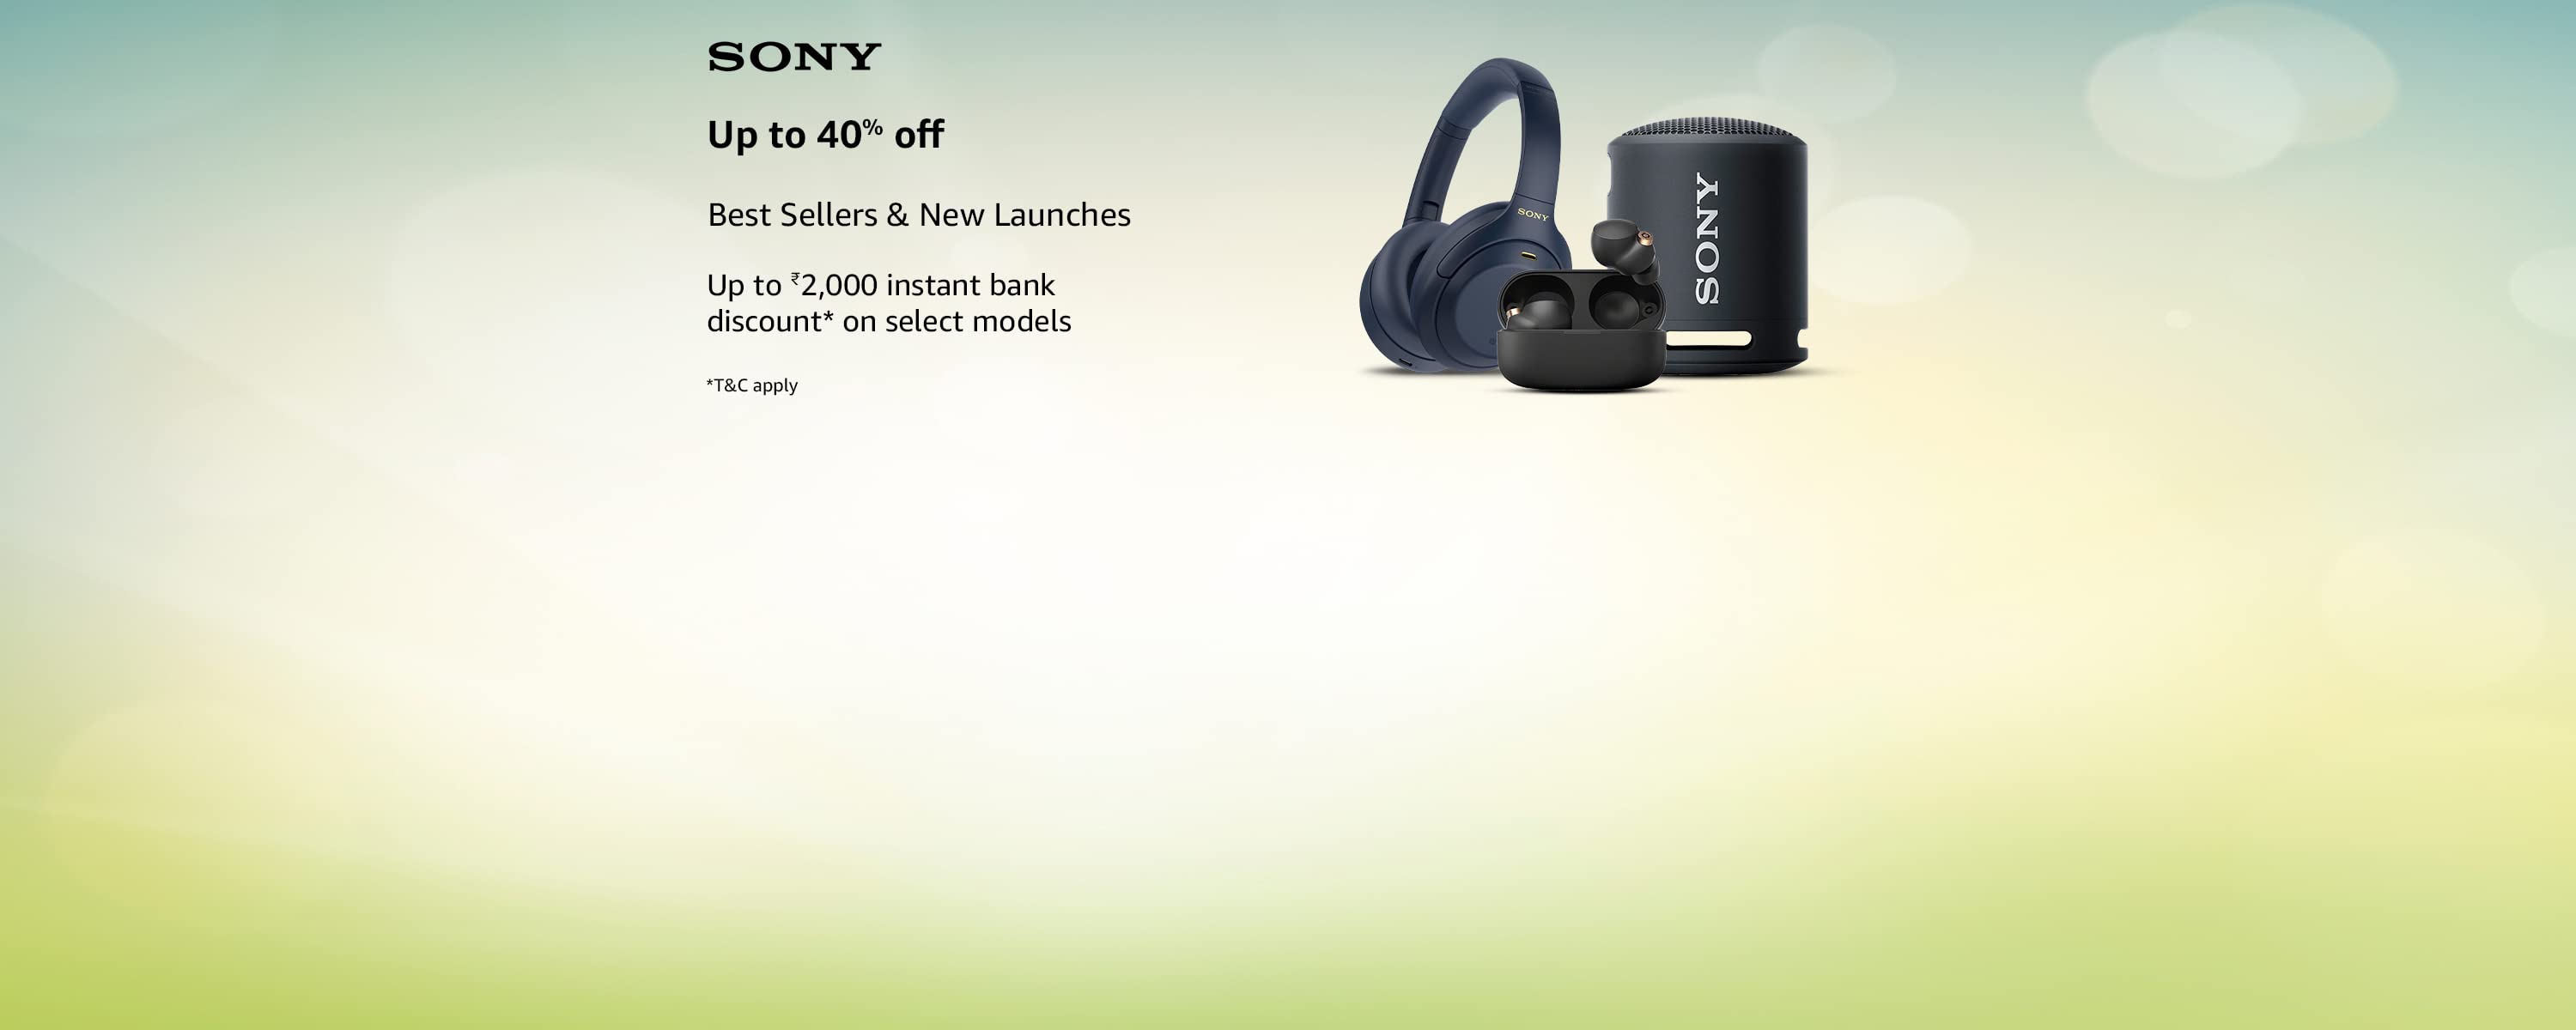 SONY
Up to 40% off
Best Sellers & New Launches
Up to ₹2,000 instant bank
discount* on select models
*T&C apply
SONY
SONY